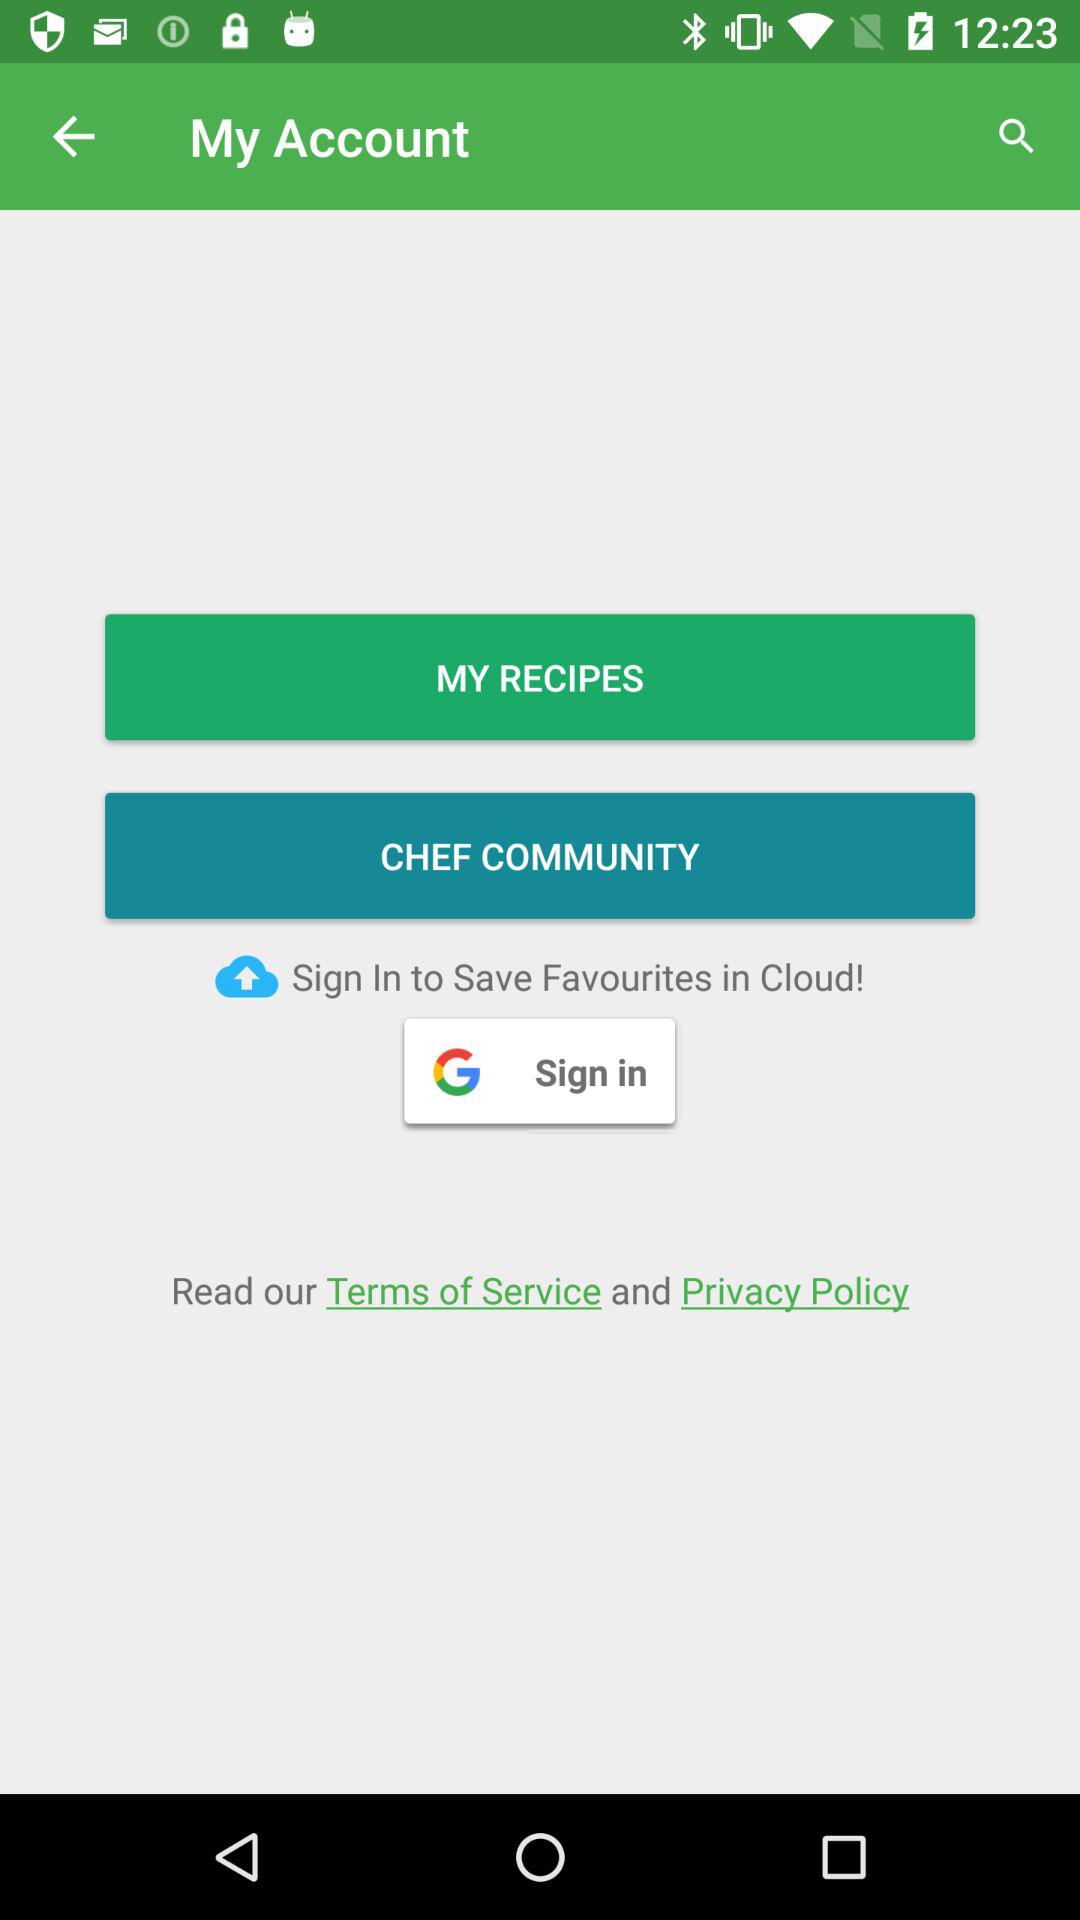 12:23
My Account
MY RECIPES
CHEF COMMUNITY
Sign In to Save Favourites in Cloud!
Sign in
Read our Terms of Service and Privacy Policy